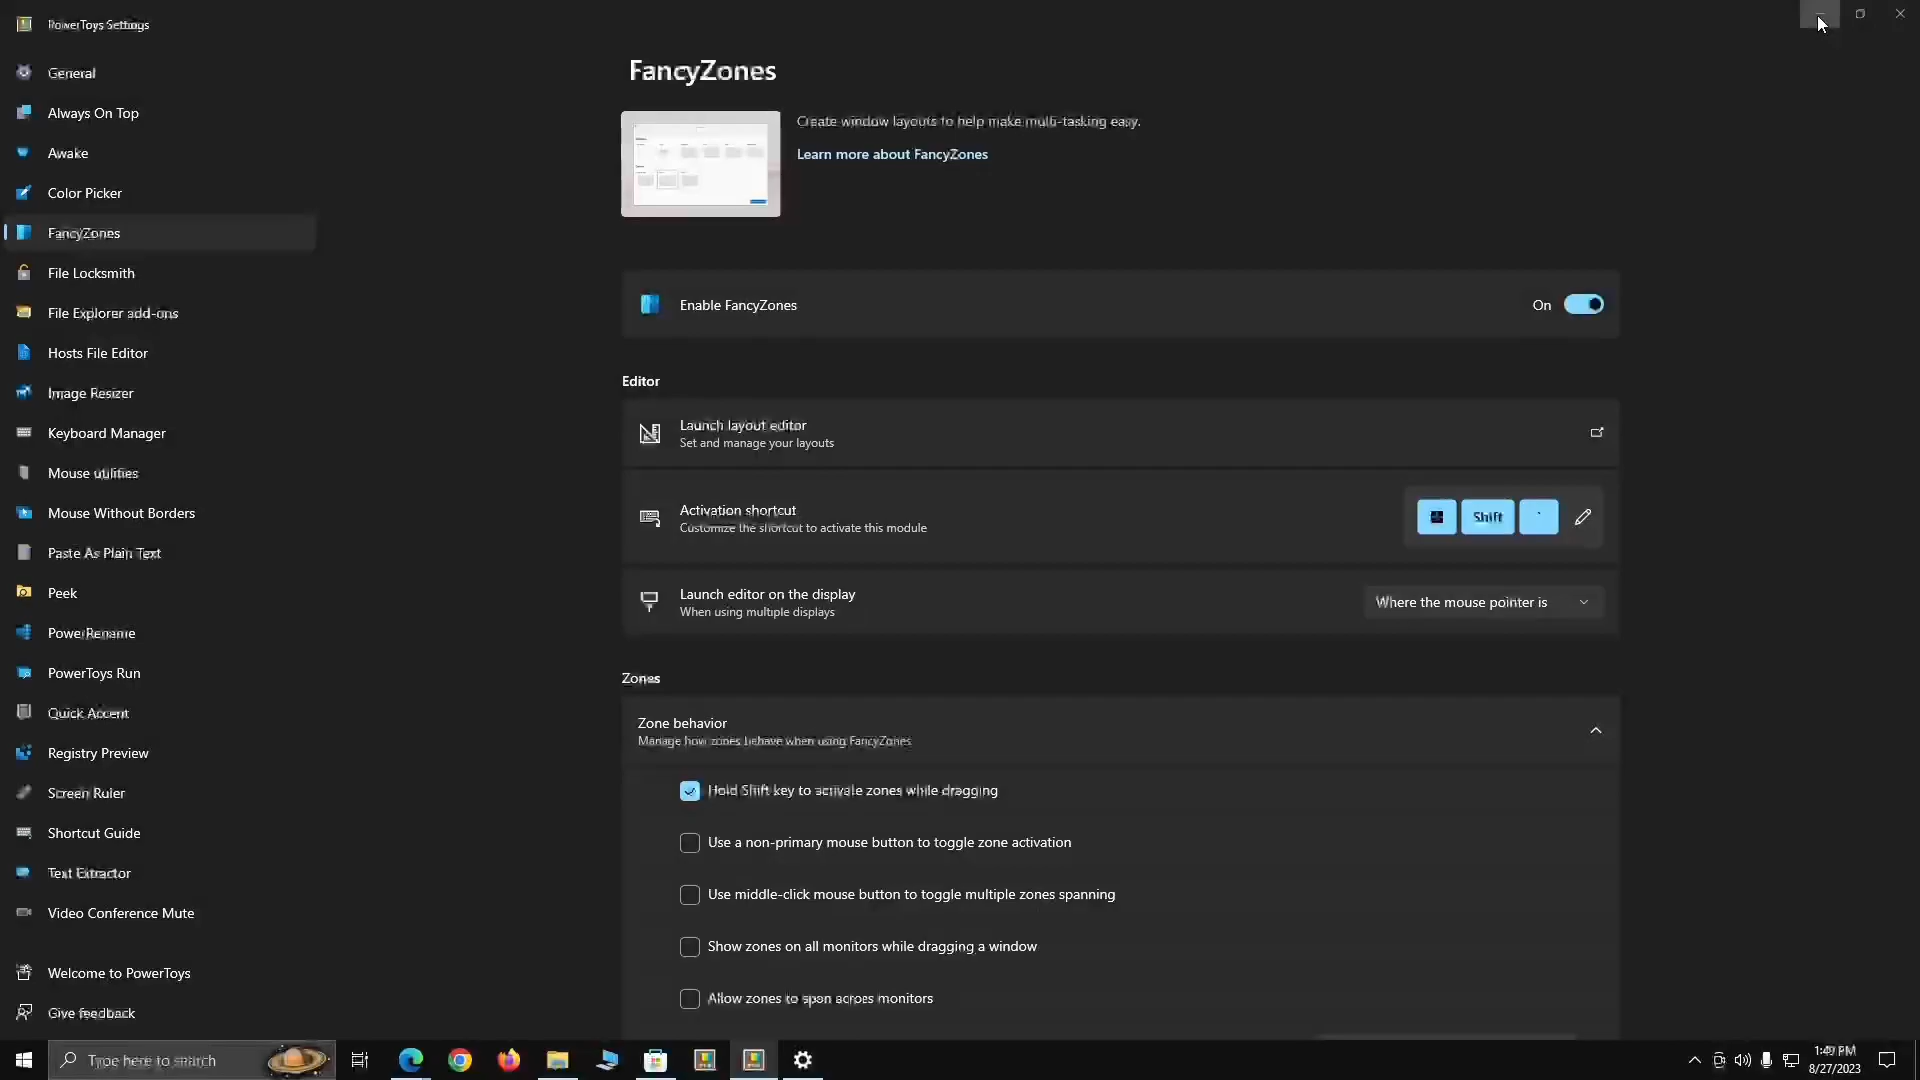 PowerToys Settings
General
Always On Top
Awake
Color Picker
FancyZones
File Locksmith
File Explorer add-ons
Hosts File Editor
Image Resizer
Keyboard Manager
Mouse utilities
Mouse Without Borders
Paste As Plain Text
Peek
PowerRename
PowerToys Run
Quick Accent
Registry Preview
Screen Ruler
Shortcut Guide
Text Extractor
Video Conference Mute
Welcome to PowerToys
Give feedback
FancyZones
Create window layouts to help make multi-tasking easy.
Learn more about FancyZones
Enable FancyZones
On
Editor
Launch layout editor
Set and manage your layouts
Activation shortcut
Customize the shortcut to activate this module
Shift `
Launch editor on the display
When using multiple displays
Where the mouse pointer is
Zones
Zone behavior
Manage how zones behave when using FancyZones
Hold Shift key to activate zones while dragging
Use a non-primary mouse button to toggle zone activation
Use middle-click mouse button to toggle multiple zones spanning
Show zones on all monitors while dragging a window
Allow zones to span across monitors
Type here to search
1:49 PM
8/27/2023